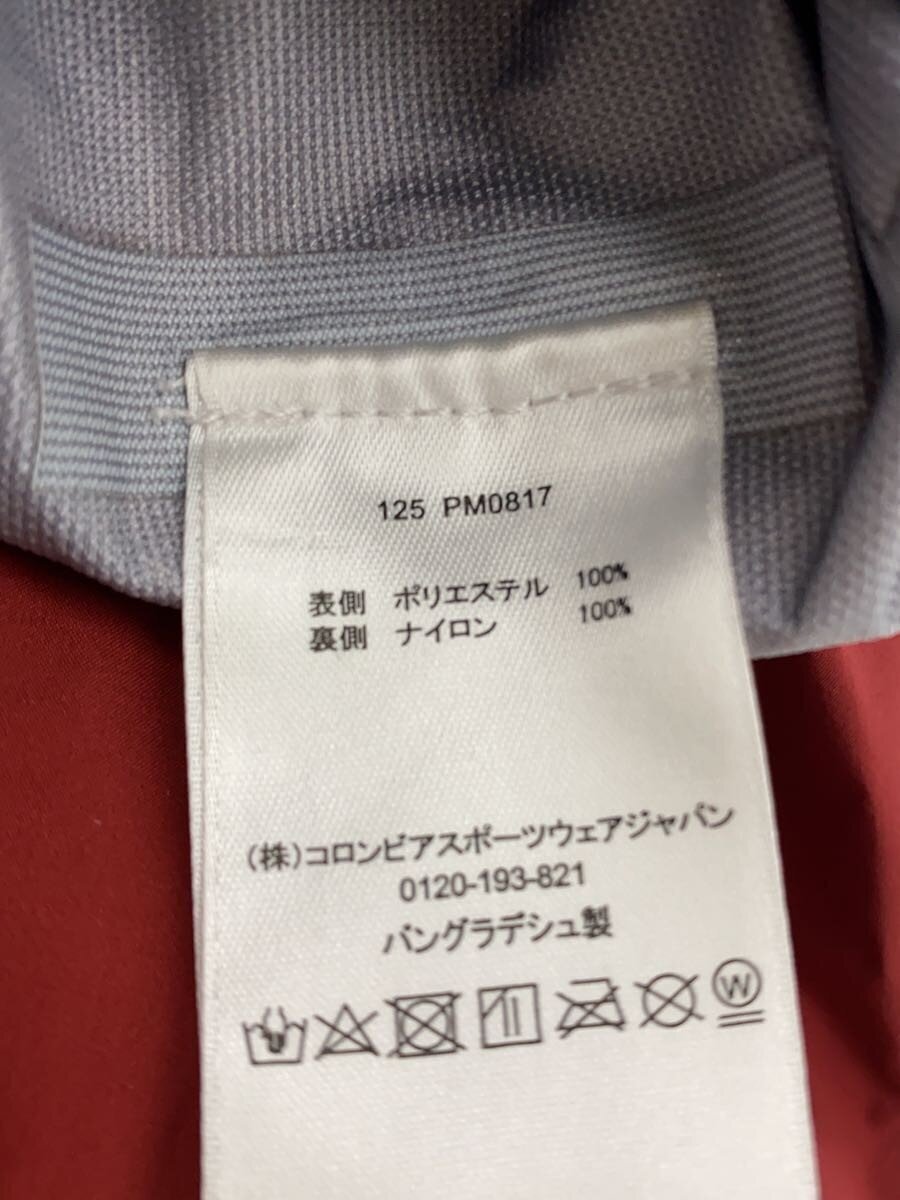 125 PM0817
表側 ポリエステル 100%
裏側 ナイロン 100%
(株)コロンビアスポーツウェアジャパン
0120-193-821
バングラデシュ製
W